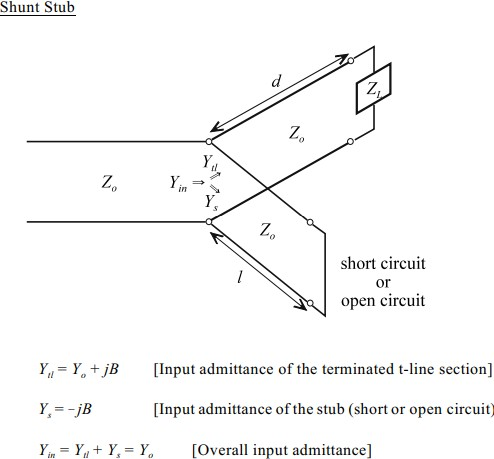 Shunt Stub
d
Z_L
Z_o
Y_tl
Z_o
Y_in ⇒
Y_s
Z_o
l
short circuit
or
open circuit
Y_tl = Y_o + jB [Input admittance of the terminated t-line section]
Y_s = -jB [Input admittance of the stub (short or open circuit)
Y_in = Y_tl + Y_s = Y_o [Overall input admittance]